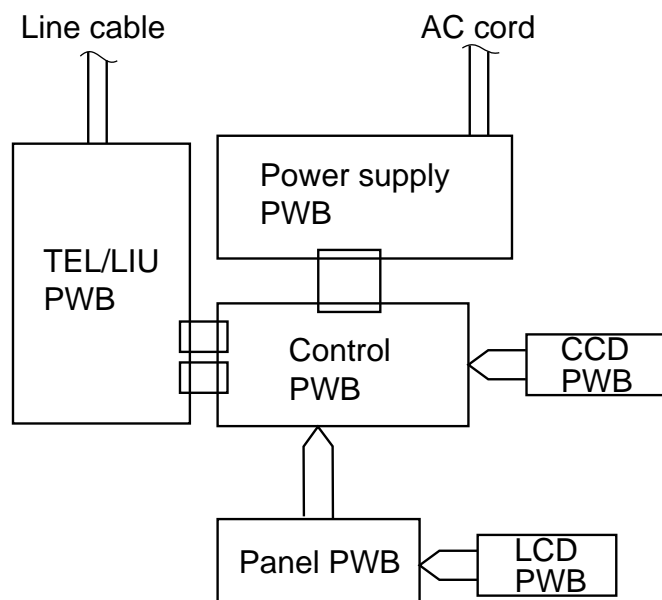 Line cable
AC cord
Power supply
PWB
TEL/LIU
PWB
Control
PWB
CCD
PWB
Panel PWB
LCD
PWB